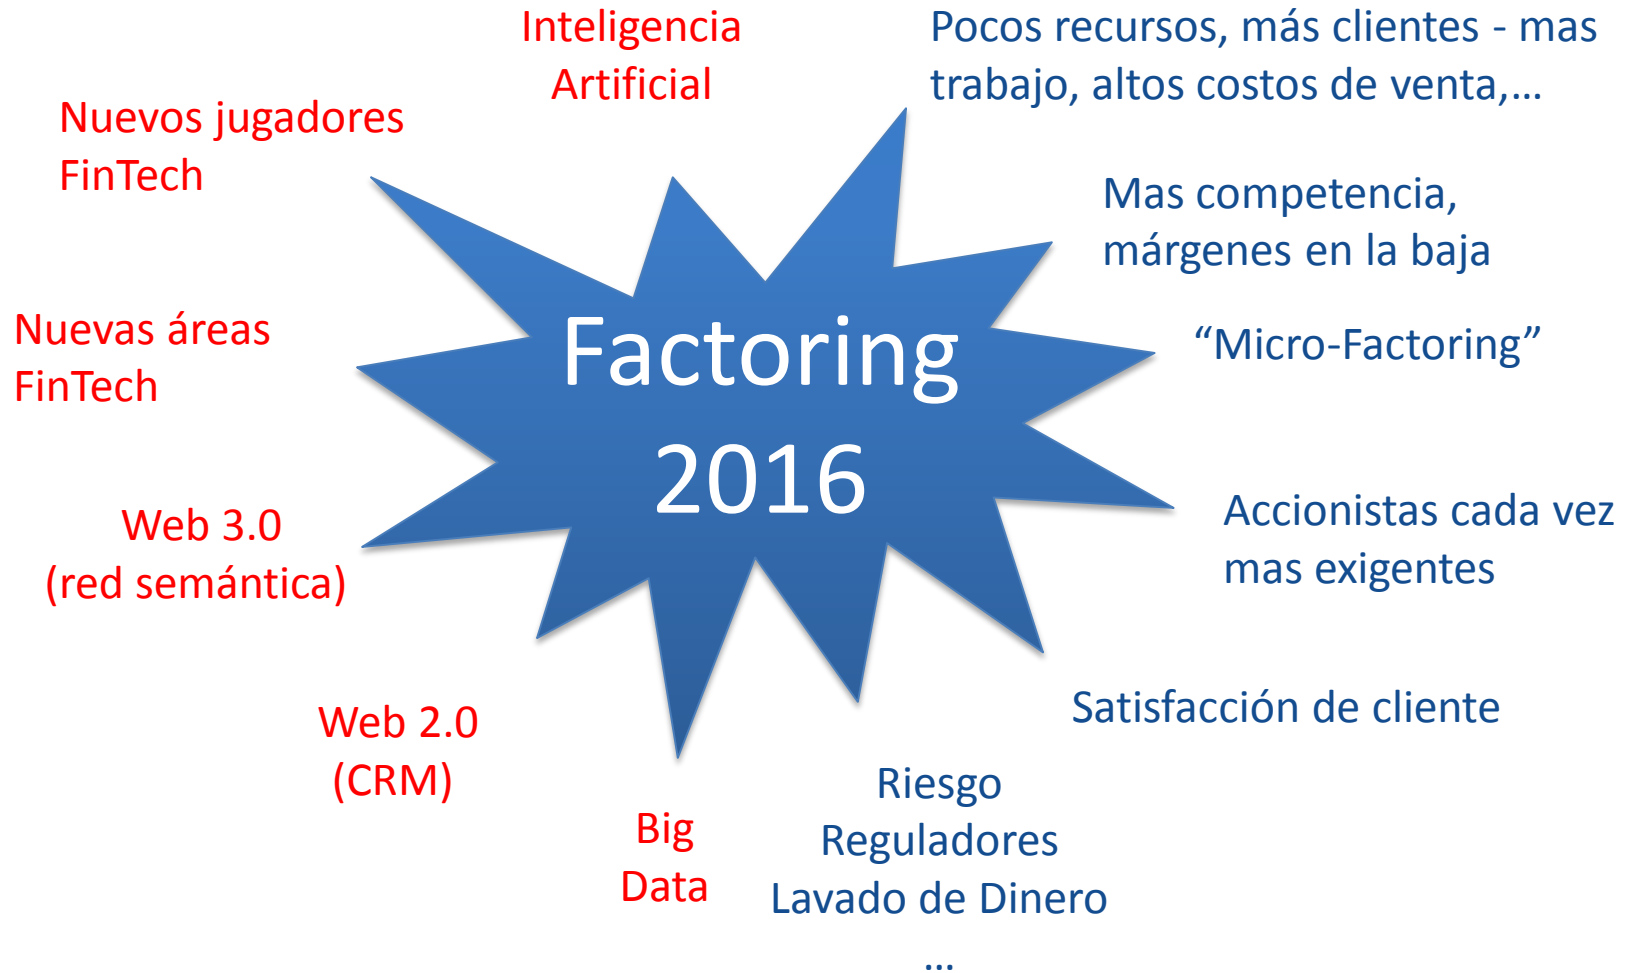 Inteligencia
Artificial
Pocos recursos, más clientes - mas
trabajo, altos costos de venta,...
Nuevos jugadores
FinTech
Mas competencia,
márgenes en la baja
Nuevas áreas
FinTech
Factoring
2016
“Micro-Factoring”
Web 3.0
(red semántica)
Accionistas cada vez
mas exigentes
Web 2.0
(CRM)
Satisfacción de cliente
Big
Data
Riesgo
Reguladores
Lavado de Dinero
...